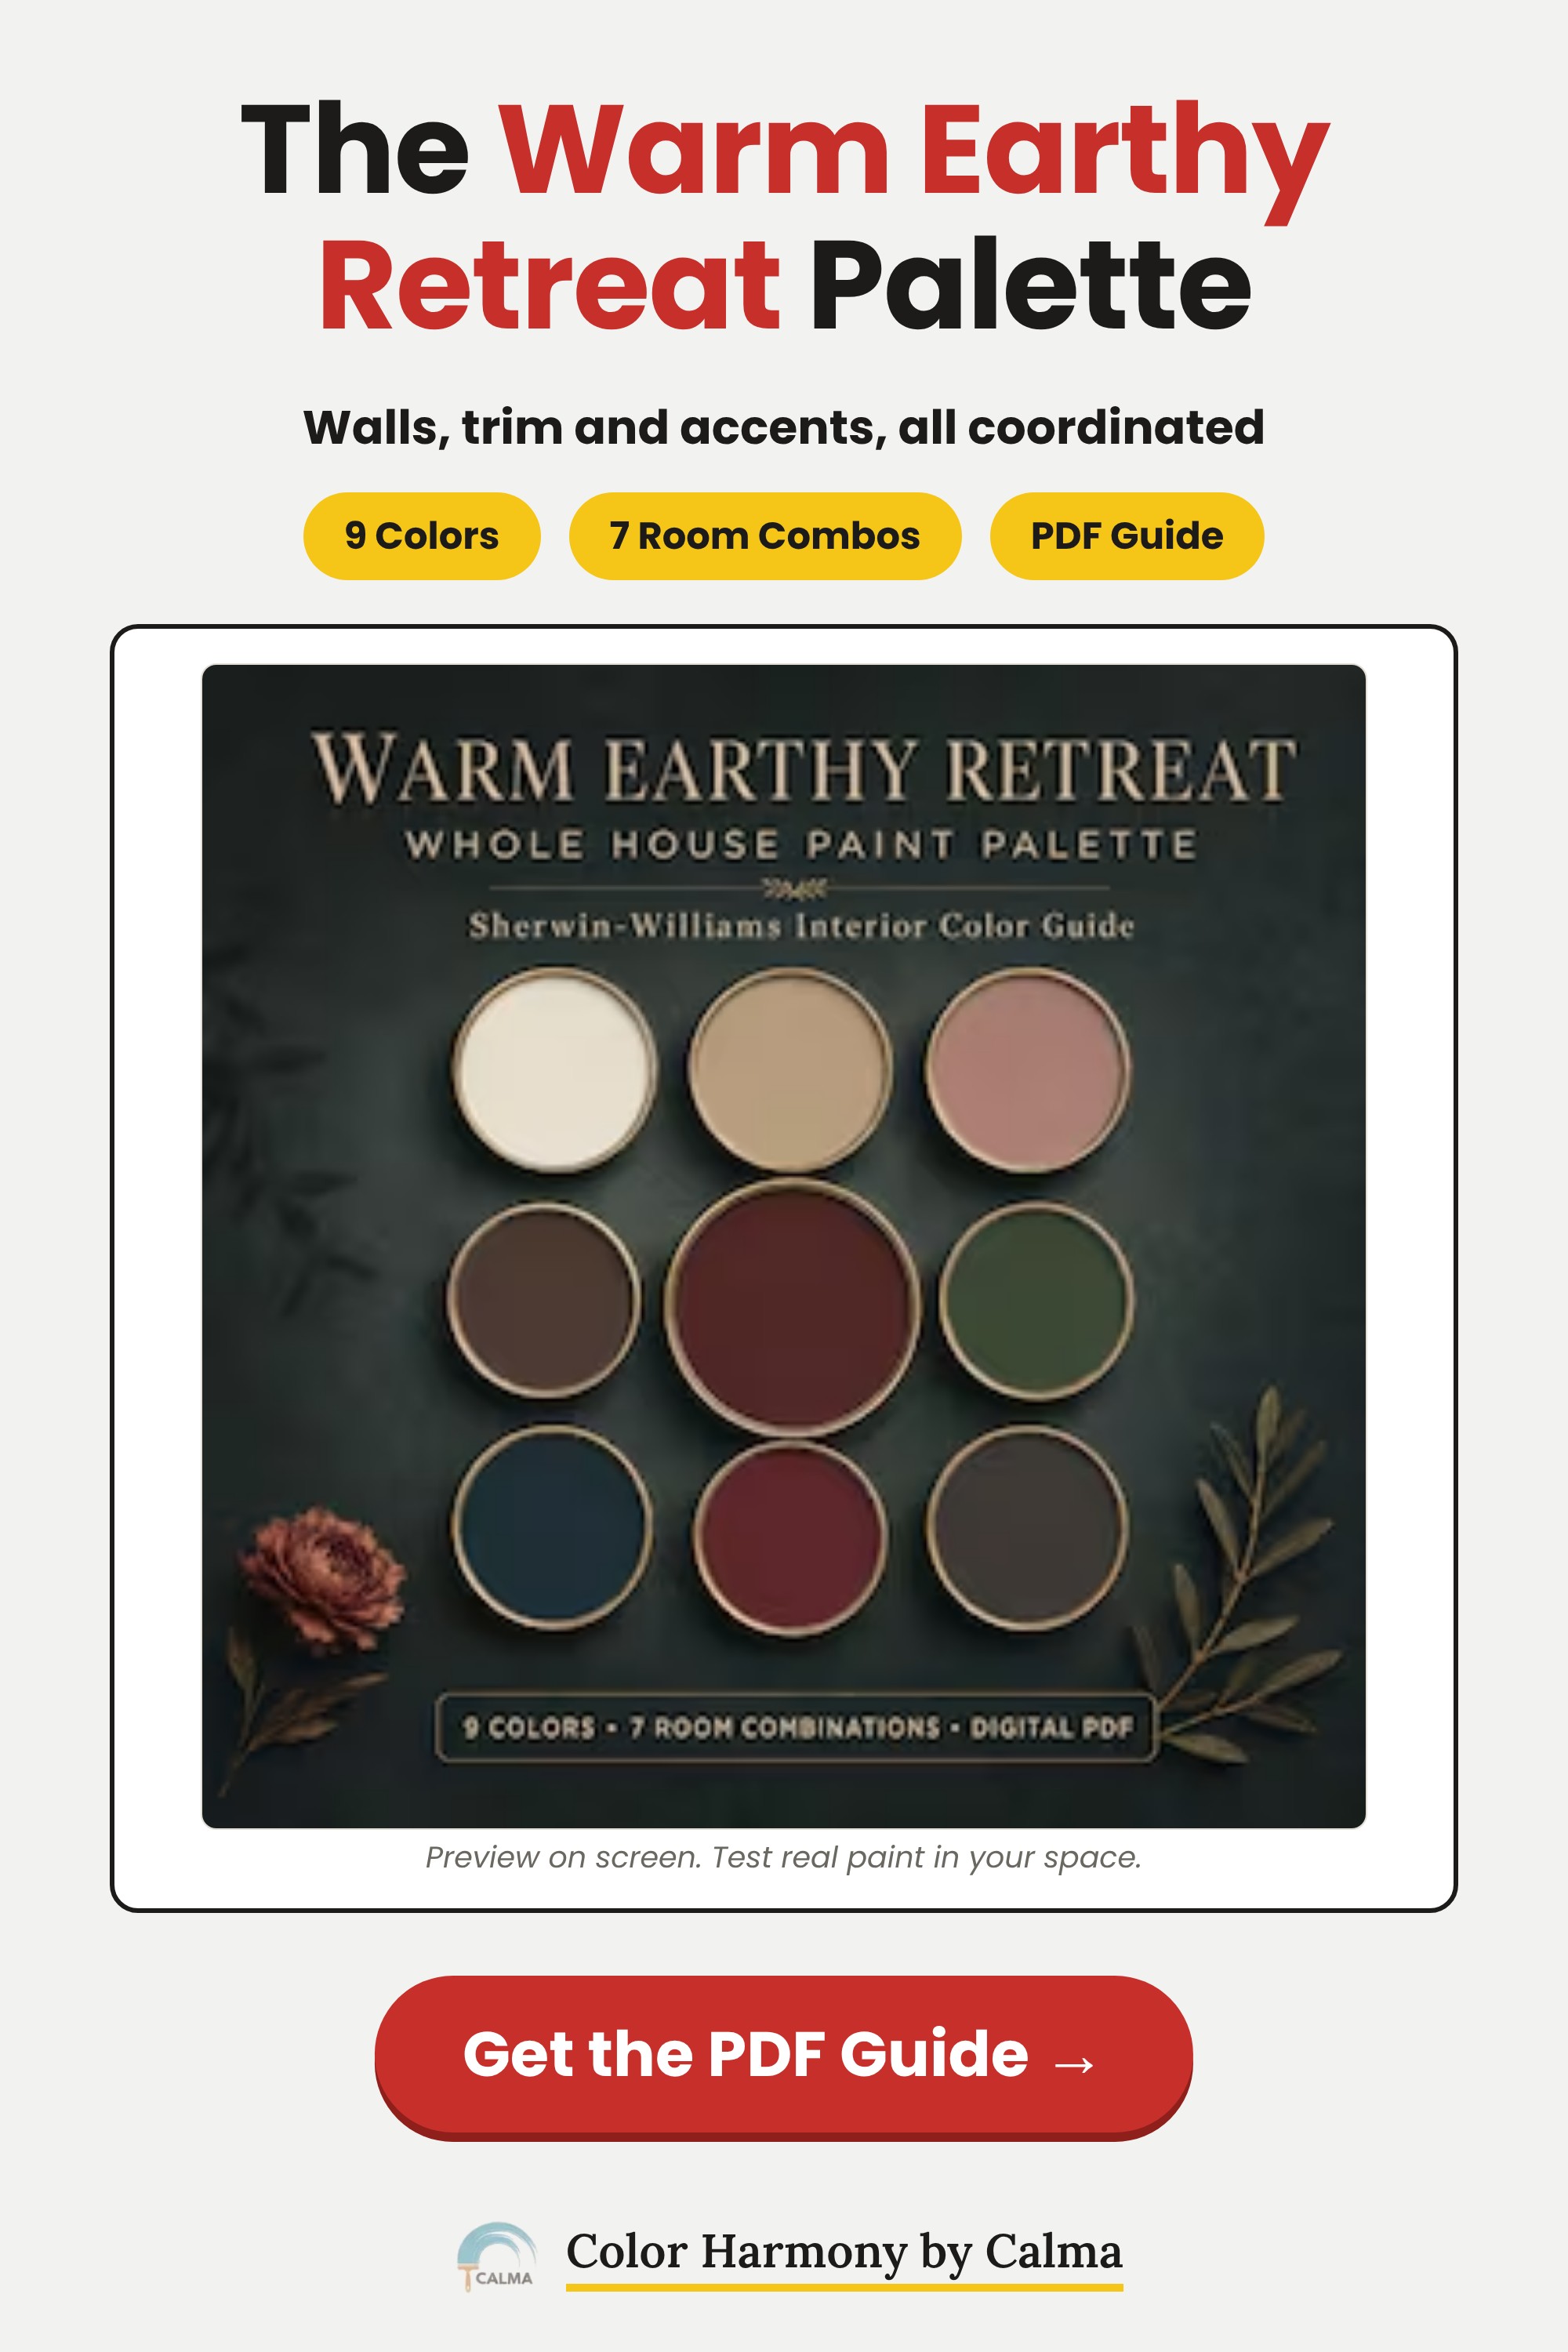 The Warm Earthy
Retreat Palette
Walls, trim and accents, all coordinated
9 Colors
7 Room Combos
PDF Guide
WARM EARTHY RETREAT
WHOLE HOUSE PAINT PALETTE
Sherwin-Williams Interior Color Guide
9 COLORS • 7 ROOM COMBINATIONS • DIGITAL PDF
Preview on screen. Test real paint in your space.
Get the PDF Guide →
CALMA
Color Harmony by Calma